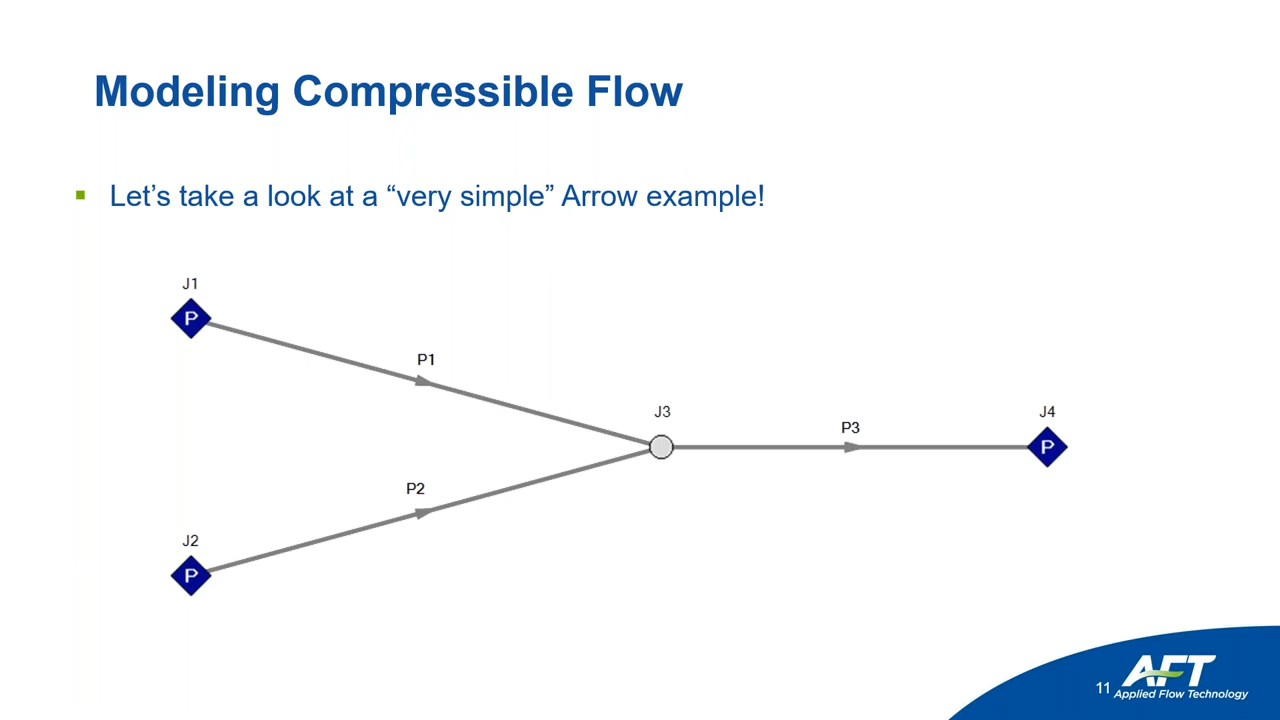 Modeling Compressible Flow
Let’s take a look at a “very simple” Arrow example!
J1
P
P1
J3
P3
J4
P
P2
J2
P
11
AFT
Applied Flow Technology